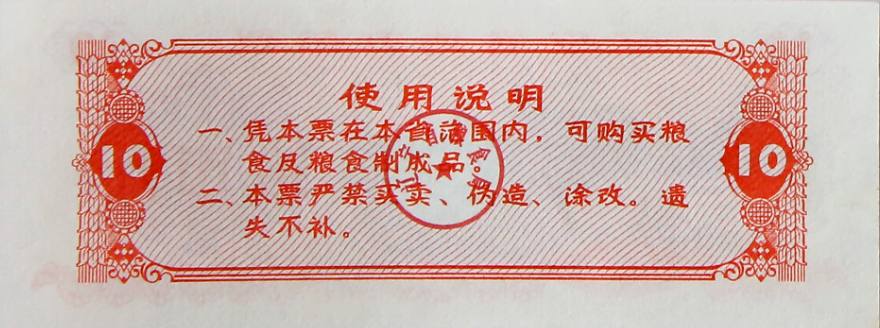 使用说明
10
一、凭本票在本省范围内，可购买粮
食及粮食制成品。
二、本票严禁买卖、伪造、涂改。遗
失不补。
10